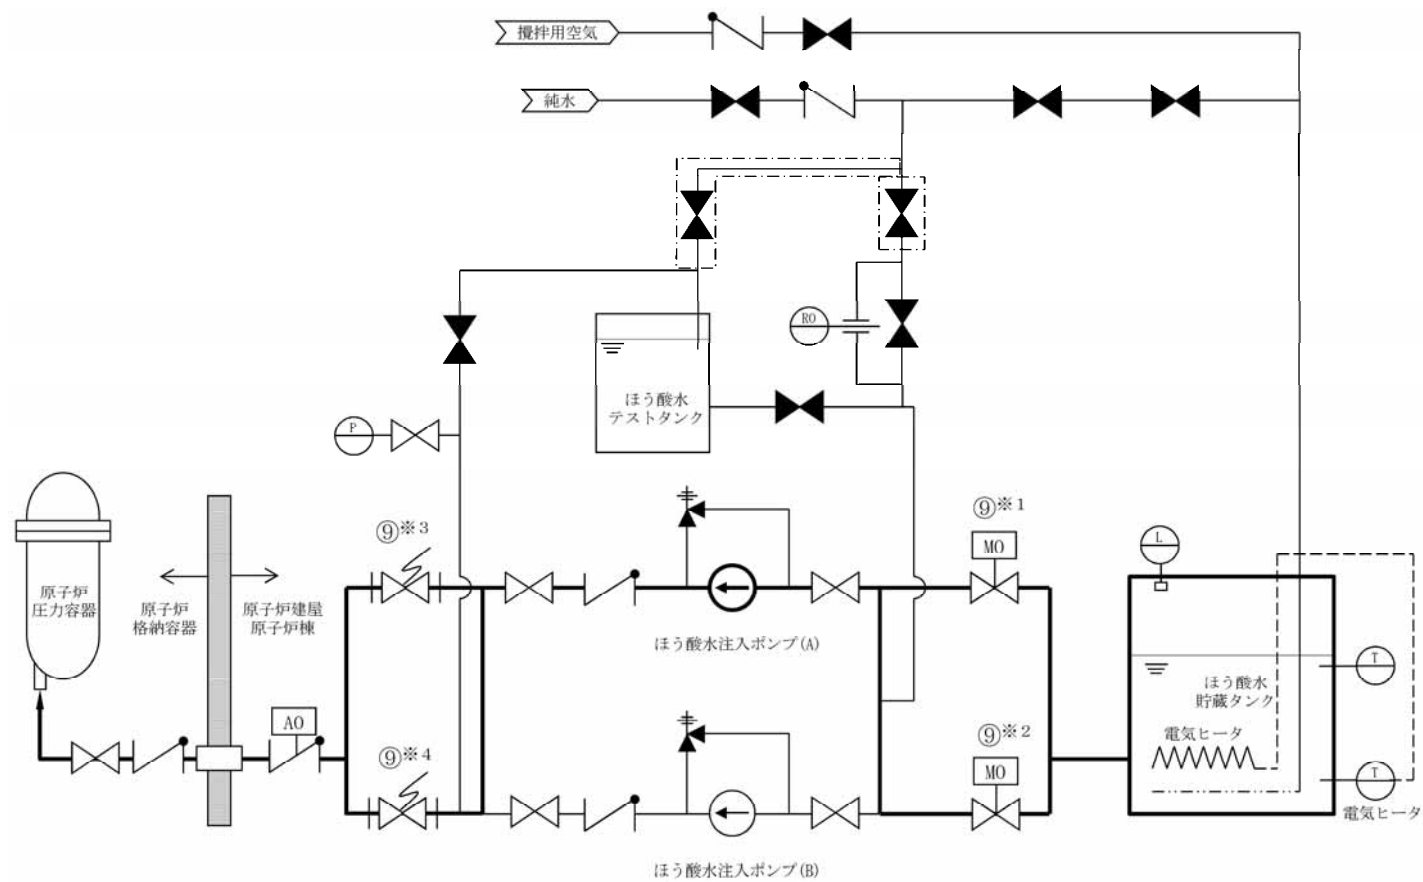 攪拌用空気
純水
RO
ほう酸水
テストタンク
P
⑨※3
⑨※1
MO
L
原子炉
圧力容器
原子炉
格納容器
原子炉建屋
原子炉棟
ほう酸水注入ポンプ(A)
T
ほう酸水
貯蔵タンク
AO
電気ヒータ
⑨※4
⑨※2
MO
T
電気ヒータ
ほう酸水注入ポンプ(B)